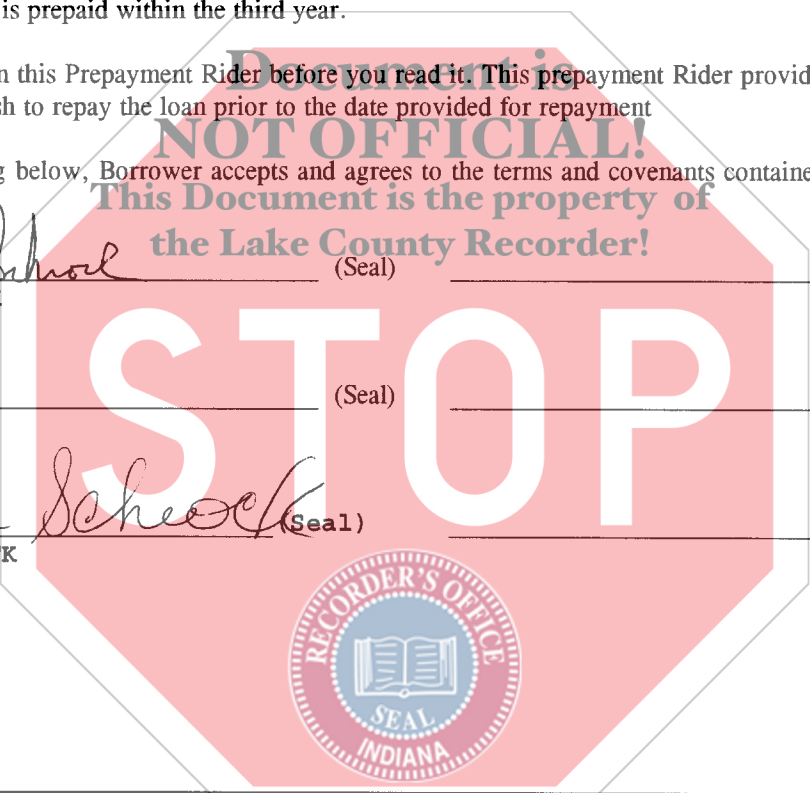 is prepaid within the third year.
n this Prepayment Rider before you read it. This prepayment Rider provid
h to repay the loan prior to the date provided for repayment
g below, Borrower accepts and agrees to the terms and covenants containe
Document is
NOT OFFICIAL!
This Document is the property of
the Lake County Recorder!
(Seal)
STOP
(Seal)
(Seal)
K
RECORDER'S OFFICE
SEAL
INDIANA